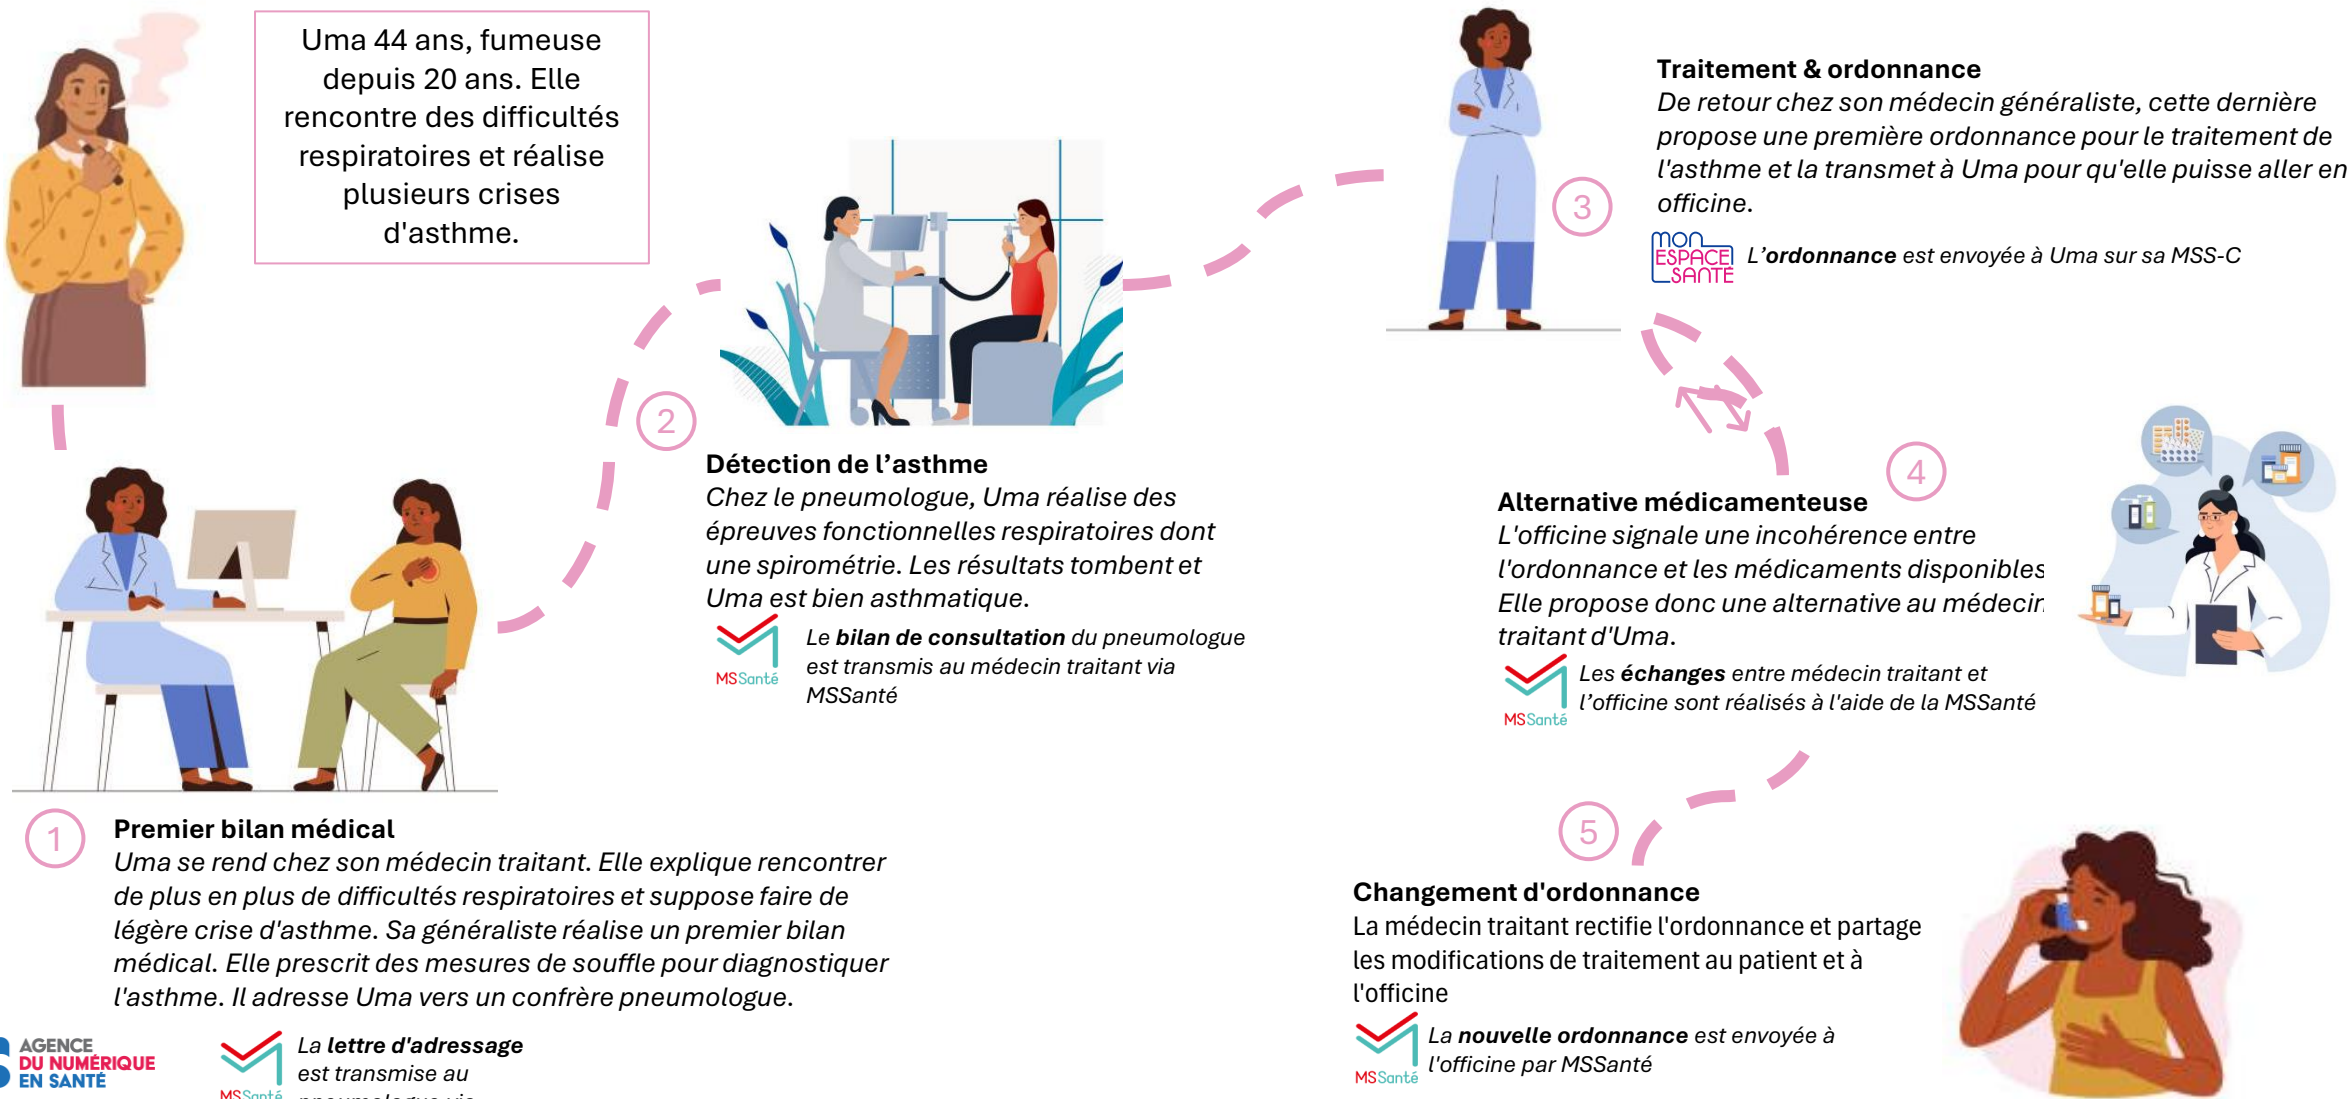 Uma 44 ans, fumeuse
depuis 20 ans. Elle
rencontre des difficultés
respiratoires et réalise
plusieurs crises
d'asthme.
1
Premier bilan médical
Uma se rend chez son médecin traitant. Elle explique rencontrer
de plus en plus de difficultés respiratoires et suppose faire de
légère crise d'asthme. Sa généraliste réalise un premier bilan
médical. Elle prescrit des mesures de souffle pour diagnostiquer
l'asthme. Il adresse Uma vers un confrère pneumologue.
AGENCE
DU NUMÉRIQUE
EN SANTÉ
MSSanté
La lettre d'adressage
est transmise au
pneumologue via
2
Détection de l’asthme
Chez le pneumologue, Uma réalise des
épreuves fonctionnelles respiratoires dont
une spirométrie. Les résultats tombent et
Uma est bien asthmatique.
MSSanté
Le bilan de consultation du pneumologue
est transmis au médecin traitant via
MSSanté
3
Traitement & ordonnance
De retour chez son médecin généraliste, cette dernière
propose une première ordonnance pour le traitement de
l'asthme et la transmet à Uma pour qu'elle puisse aller en
officine.
mon
ESPACE
SANTÉ
L’ordonnance est envoyée à Uma sur sa MSS-C
4
Alternative médicamenteuse
L'officine signale une incohérence entre
l'ordonnance et les médicaments disponibles
Elle propose donc une alternative au médecin
traitant d'Uma.
MSSanté
Les échanges entre médecin traitant et
l’officine sont réalisés à l'aide de la MSSanté
5
Changement d'ordonnance
La médecin traitant rectifie l'ordonnance et partage
les modifications de traitement au patient et à
l'officine
MSSanté
La nouvelle ordonnance est envoyée à
l'officine par MSSanté